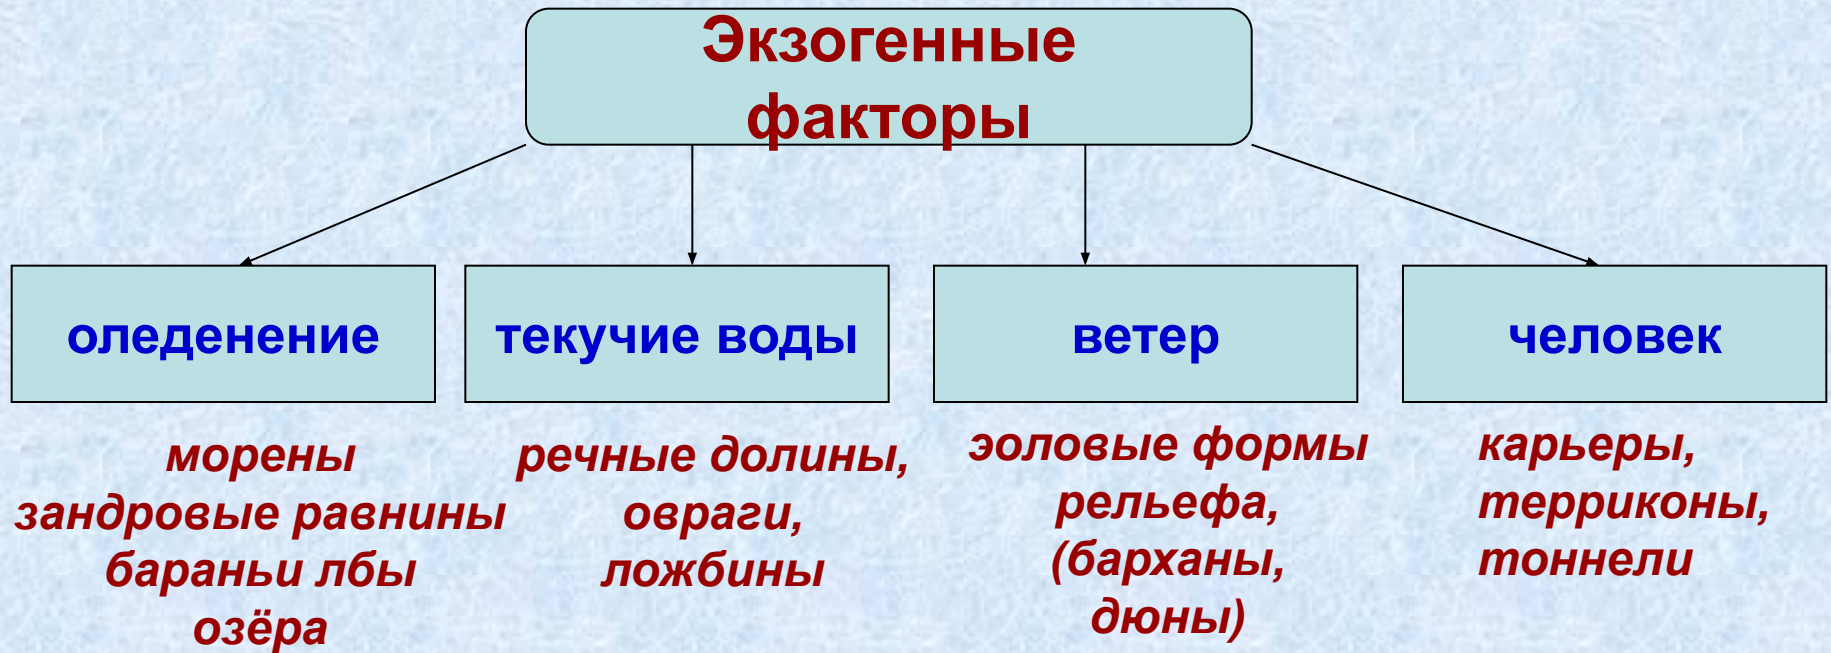 Экзогенные
факторы
оледенение
текучие воды
ветер
человек
морены
зандровые равнины
бараньи лбы
озёра
речные долины,
овраги,
ложбины
эоловые формы
рельефа,
(барханы,
дюны)
карьеры,
терриконы,
тоннели